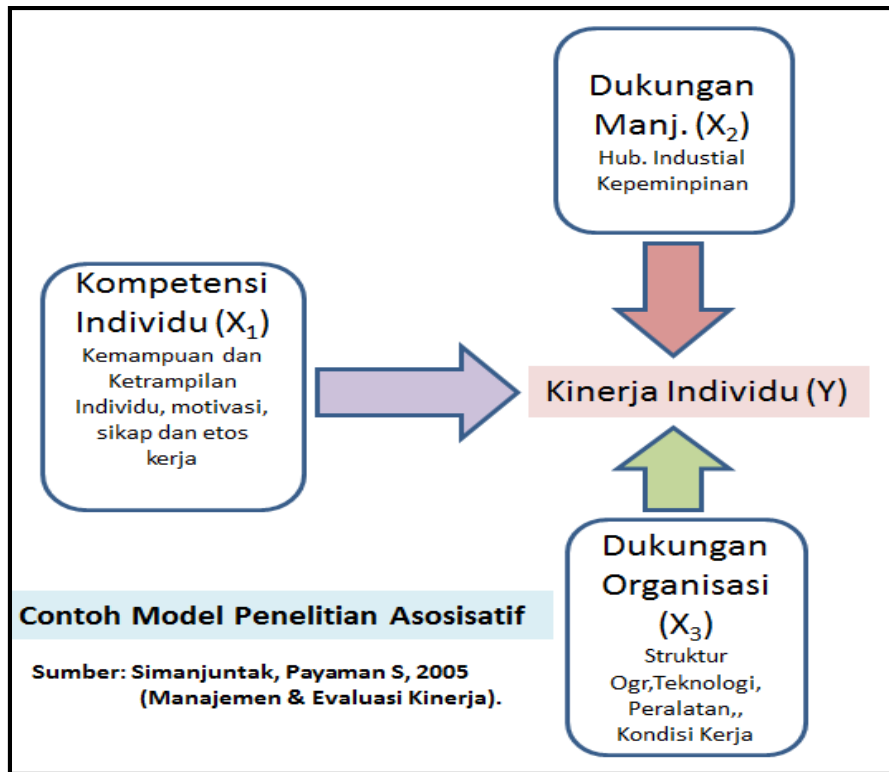 Dukungan
Manj. (X₂)
Hub. Industial
Kepeminpinan
Kompetensi
Individu (X₁)
Kemampuan dan
Ketrampilan
Individu, motivasi,
sikap dan etos
kerja
Kinerja Individu (Y)
Dukungan
Organisasi
(X₃)
Struktur
Ogr,Teknologi,
Peralatan,,
Kondisi Kerja
Contoh Model Penelitian Asosisatif
Sumber: Simanjuntak, Payaman S, 2005
(Manajemen & Evaluasi Kinerja).